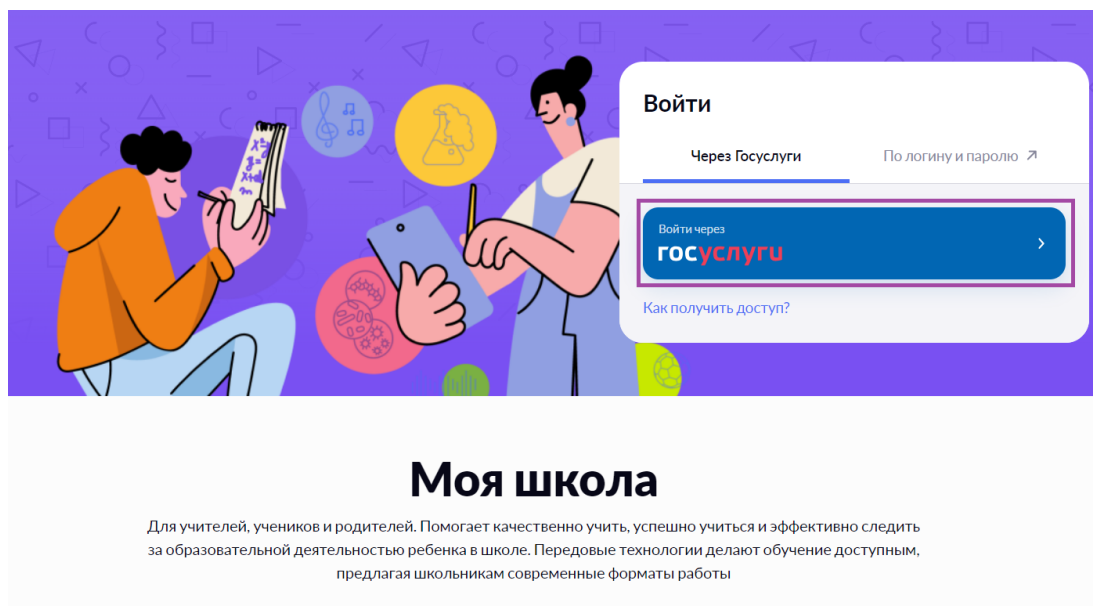 Войти
Через Госуслуги
По логину и паролю
Войти через
госуслуги
Как получить доступ?
Моя школа
Для учителей, учеников и родителей. Помогает качественно учить, успешно учиться и эффективно следить
за образовательной деятельностью ребенка в школе. Передовые технологии делают обучение доступным,
предлагая школьникам современные форматы работы